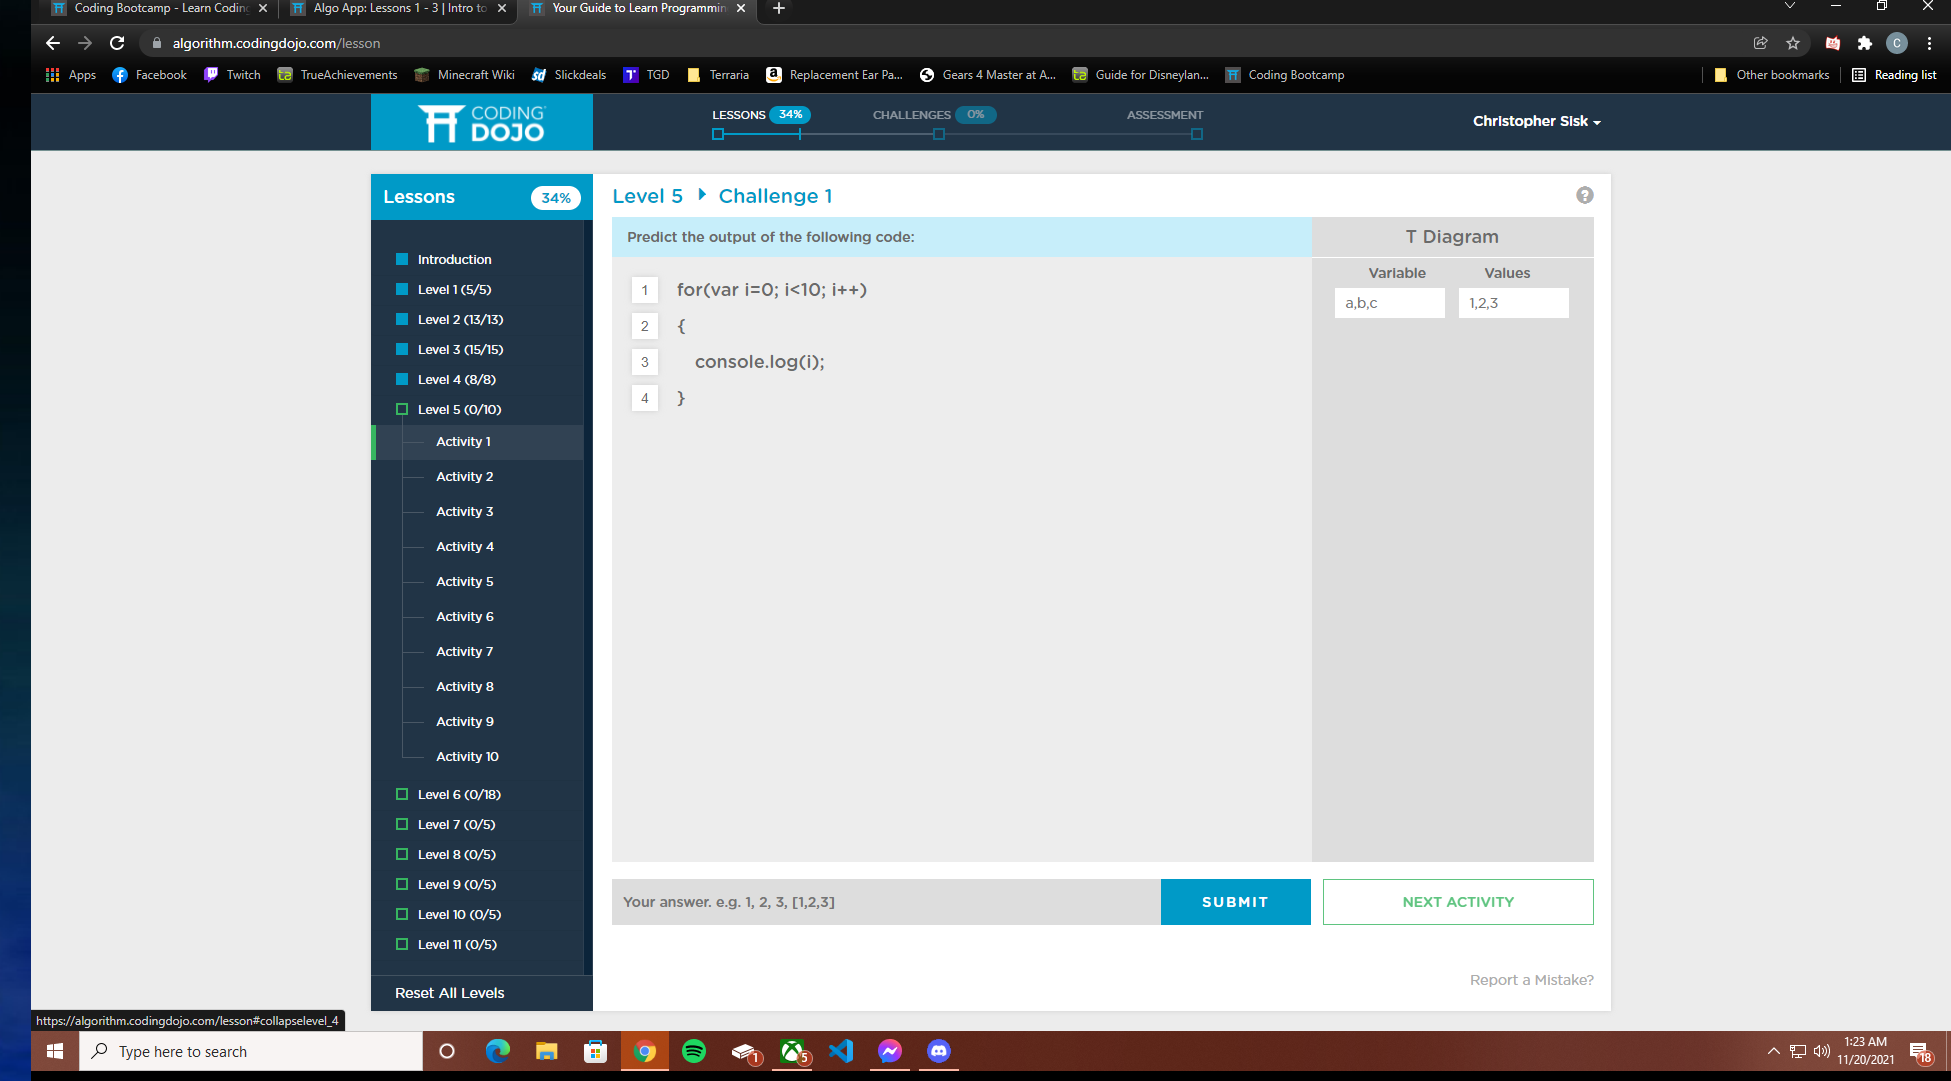 Coding Bootcamp - Learn Coding
Algo App: Lessons 1 - 3 | Intro to
Your Guide to Learn Programmin
algorithm.codingdojo.com/lesson
C
Apps
Facebook
Twitch
TrueAchievements
Minecraft Wiki
sd Slickdeals
T TGD
Terraria
a Replacement Ear Pa...
Gears 4 Master at A...
Guide for Disneylan...
Coding Bootcamp
Other bookmarks
Reading list
CODING
DOJO
LESSONS 34%
CHALLENGES 0%
ASSESSMENT
Christopher Sisk
Lessons 34%
Introduction
Level 1 (5/5)
Level 2 (13/13)
Level 3 (15/15)
Level 4 (8/8)
Level 5 (0/10)
Activity 1
Activity 2
Activity 3
Activity 4
Activity 5
Activity 6
Activity 7
Activity 8
Activity 9
Activity 10
Level 6 (0/18)
Level 7 (0/5)
Level 8 (0/5)
Level 9 (0/5)
Level 10 (0/5)
Level 11 (0/5)
Reset All Levels
Level 5 Challenge 1
?
Predict the output of the following code:
1 for(var i=0; i<10; i++)
2 {
3 console.log(i);
4 }
T Diagram
Variable Values
a,b,c 1,2,3
Your answer. e.g. 1, 2, 3, [1,2,3]
SUBMIT
NEXT ACTIVITY
Report a Mistake?
https://algorithm.codingdojo.com/lesson#collapselevel_4
Type here to search
1
5
1:23 AM
11/20/2021
18